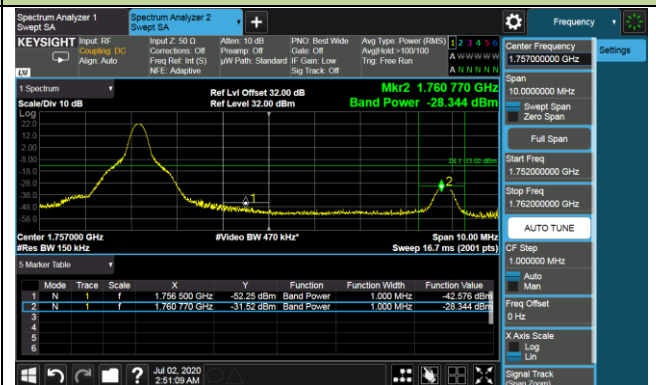 Spectrum Analyzer 1
Swept SA
Spectrum Analyzer 2
Swept SA
Frequency
KEYSIGHT
Input: RF
Coupling: DC
Align: Auto
Input Z: 50 Ω
Corrections: Off
Freq Ref: Int (S)
NFE: Adaptive
Atten: 10 dB
Preamp: Off
µW Path: Standard
PNO: Best Wide
Gate: Off
IF Gain: Low
Sig Track: Off
Avg Type: Power (RMS)
Avg|Hold:>100/100
Trig: Free Run
1 2 3 4 5 6
A W W W W W
A N N N N N
LXI
1 Spectrum
Scale/Div 10 dB
Log
Ref Lvl Offset 32.00 dB
Ref Level 32.00 dBm
Mkr2 1.760 770 GHz
Band Power -28.344 dBm
22.0
12.0
2.00
-8.00
-18.0
-28.0
-38.0
-48.0
-58.0
DL1 -13.00 dBm
1
2
Center 1.757000 GHz
#Res BW 150 kHz
#Video BW 470 kHz*
Span 10.00 MHz
Sweep 16.7 ms (2001 pts)
5 Marker Table
Mode Trace Scale X Y Function Function Width Function Value
1 N 1 f 1.756 500 GHz -52.25 dBm Band Power 1.000 MHz -42.576 dBm
2 N 1 f 1.760 770 GHz -31.52 dBm Band Power 1.000 MHz -28.344 dBm
3
4
5
6
Jul 02, 2020
2:51:09 AM
Center Frequency
1.757000000 GHz
Settings
Span
10.0000000 MHz
Swept Span
Zero Span
Full Span
Start Freq
1.752000000 GHz
Stop Freq
1.762000000 GHz
AUTO TUNE
CF Step
1.000000 MHz
Auto
Man
Freq Offset
0 Hz
X Axis Scale
Log
Lin
Signal Track
(Span Zoom)